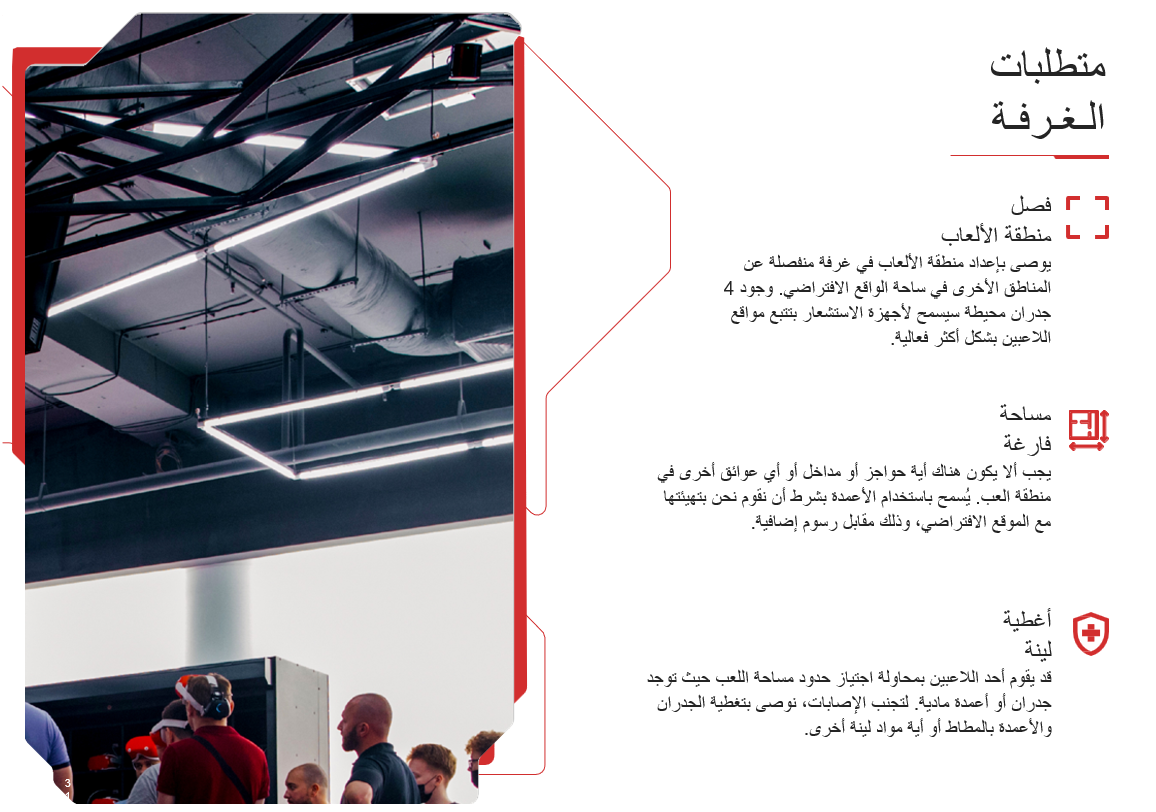 متطلبات
الـغـرفـة
فصل
منطقة الألعاب
يوصى بإعداد منطقة الألعاب في غرفة منفصلة عن
المناطق الأخرى في ساحة الواقع الافتراضي. وجود 4
جدران محيطة سيسمح لأجهزة الاستشعار بتتبع مواقع
اللاعبين بشكل أكثر فعالية.
مساحة
فارغة
يجب ألا يكون هناك أية حواجز أو مداخل أو أي عوائق أخرى في
منطقة العب. يُسمح باستخدام الأعمدة بشرط أن نقوم نحن بتهيئتها
مع الموقع الافتراضي، وذلك مقابل رسوم إضافية.
أغطية
لينة
قد يقوم أحد اللاعبين بمحاولة اجتياز حدود مساحة اللعب حيث توجد
جدران أو أعمدة مادية. لتجنب الإصابات، نوصى بتغطية الجدران
والأعمدة بالمطاط أو أية مواد لينة أخرى.
3
1